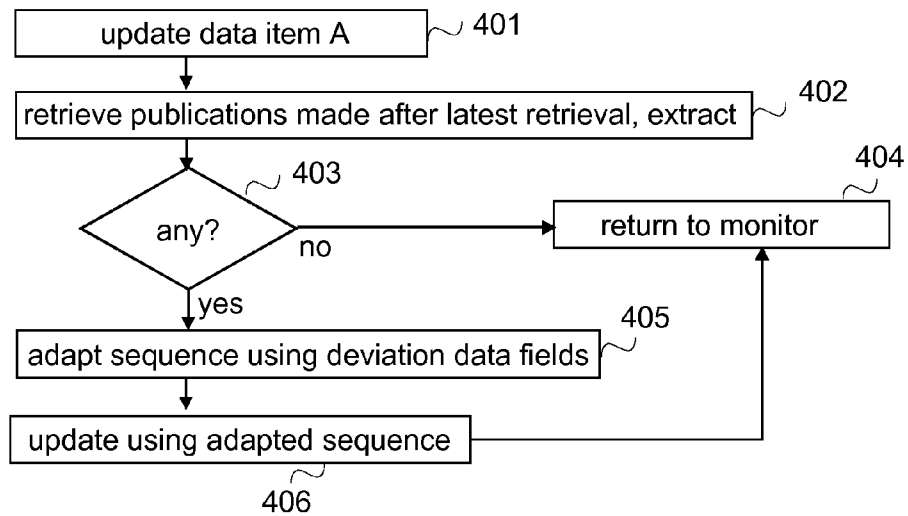 update data item A
401
retrieve publications made after latest retrieval, extract
402
403
404
any?
no
return to monitor
yes
405
adapt sequence using deviation data fields
update using adapted sequence
406